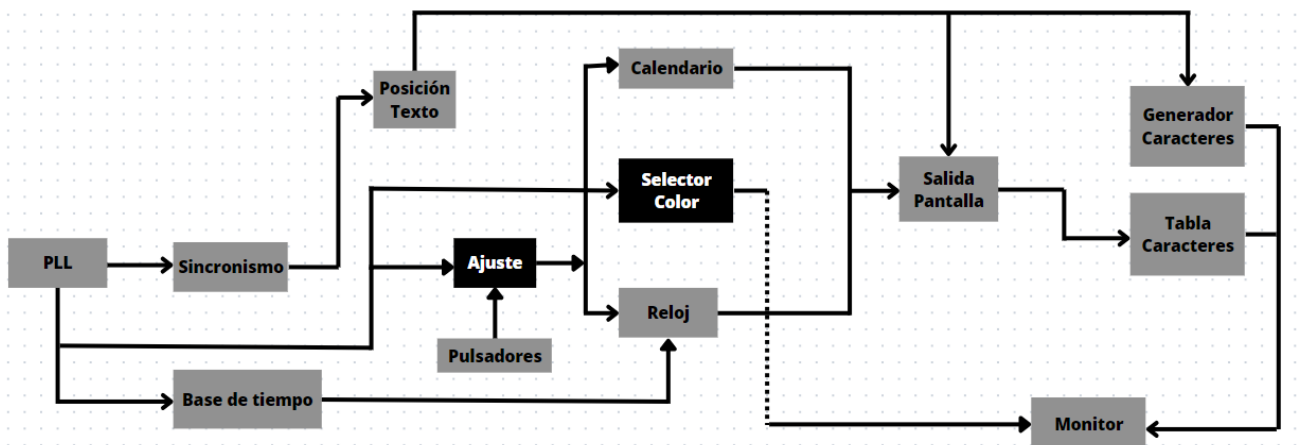 Posición
Texto
Calendario
Generador
Caracteres
Selector
Color
Salida
Pantalla
Tabla
Caracteres
PLL
Sincronismo
Ajuste
Reloj
Pulsadores
Base de tiempo
Monitor